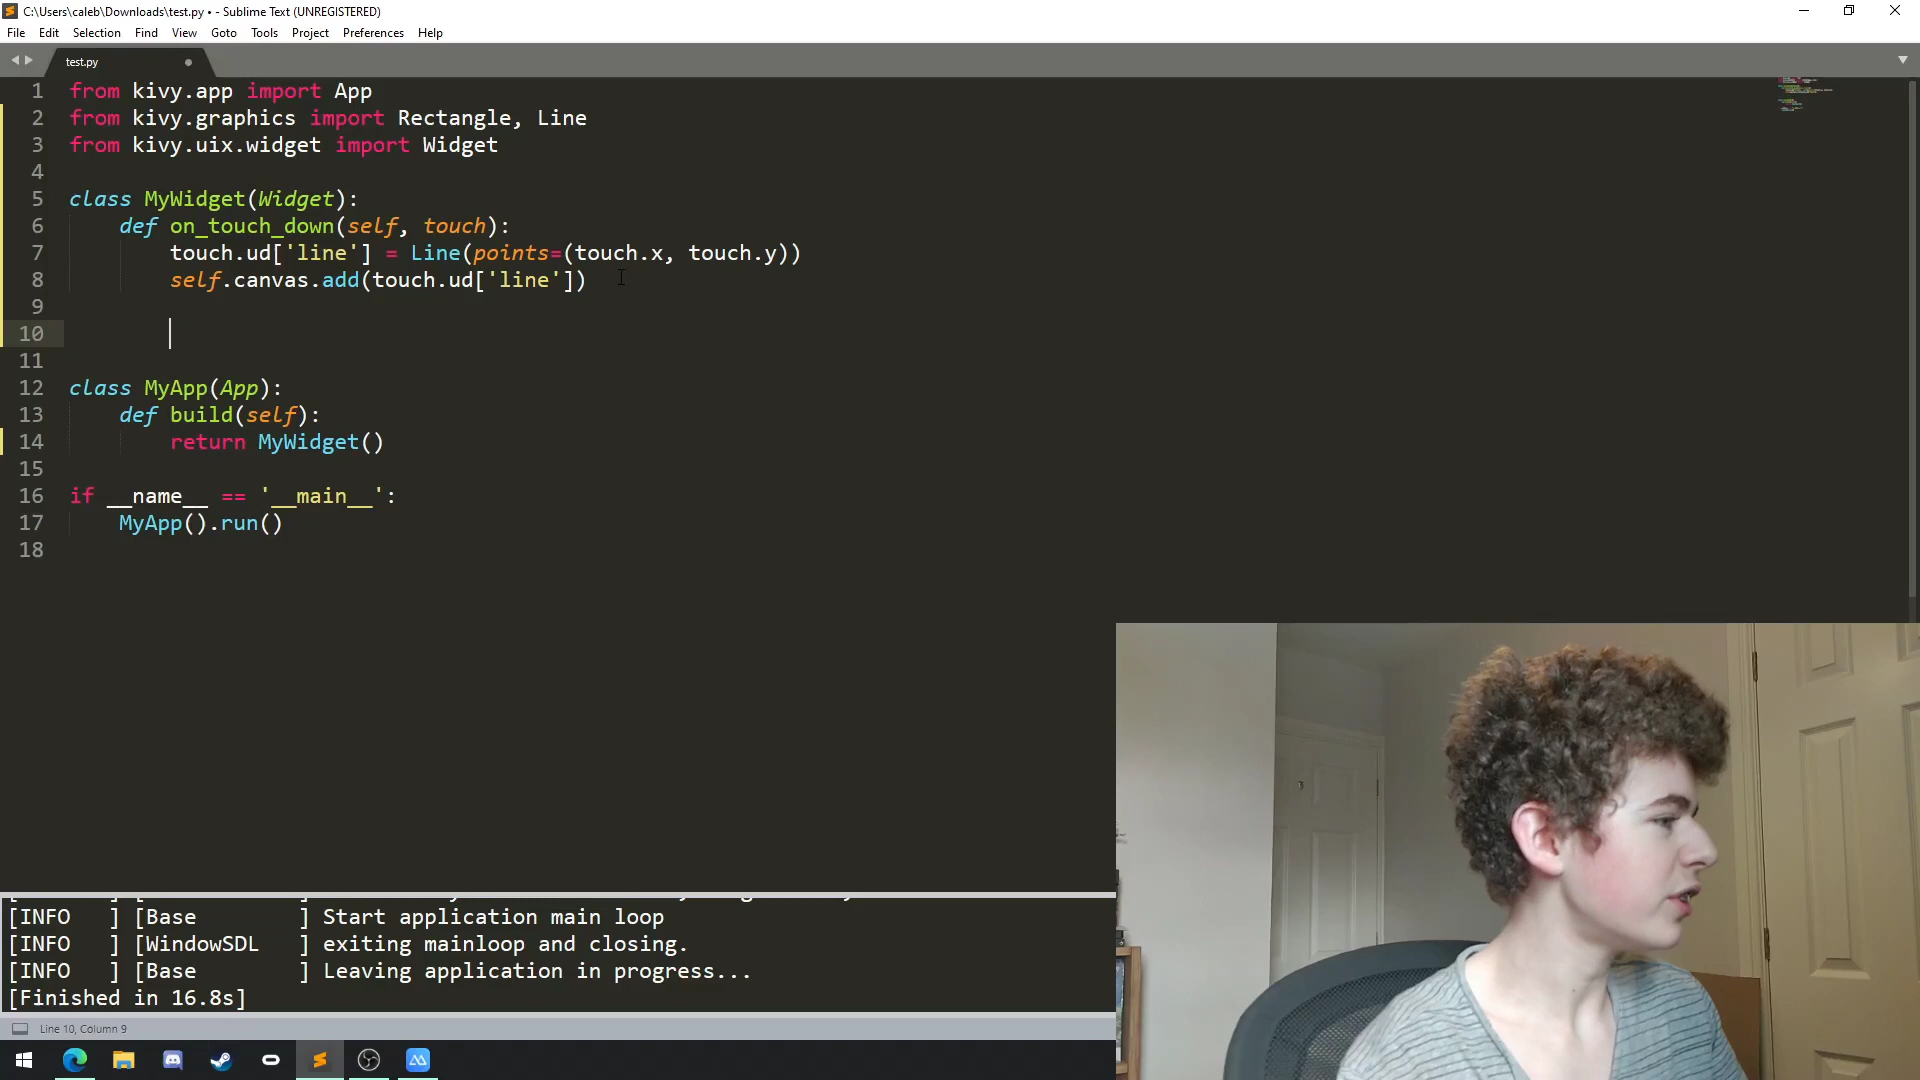 C:\Users\caleb\Downloads\test.py • - Sublime Text (UNREGISTERED)
File Edit Selection Find View Goto Tools Project Preferences Help
test.py
1 from kivy.app import App
2 from kivy.graphics import Rectangle, Line
3 from kivy.uix.widget import Widget
4
5 class MyWidget(Widget):
6 def on_touch_down(self, touch):
7 touch.ud['line'] = Line(points=(touch.x, touch.y))
8 self.canvas.add(touch.ud['line'])
9
10
11
12 class MyApp(App):
13 def build(self):
14 return MyWidget()
15
16 if __name__ == '__main__':
17 MyApp().run()
18
[INFO ] [Base ] Start application main loop
[INFO ] [WindowSDL ] exiting mainloop and closing.
[INFO ] [Base ] Leaving application in progress...
[Finished in 16.8s]
Line 10, Column 9